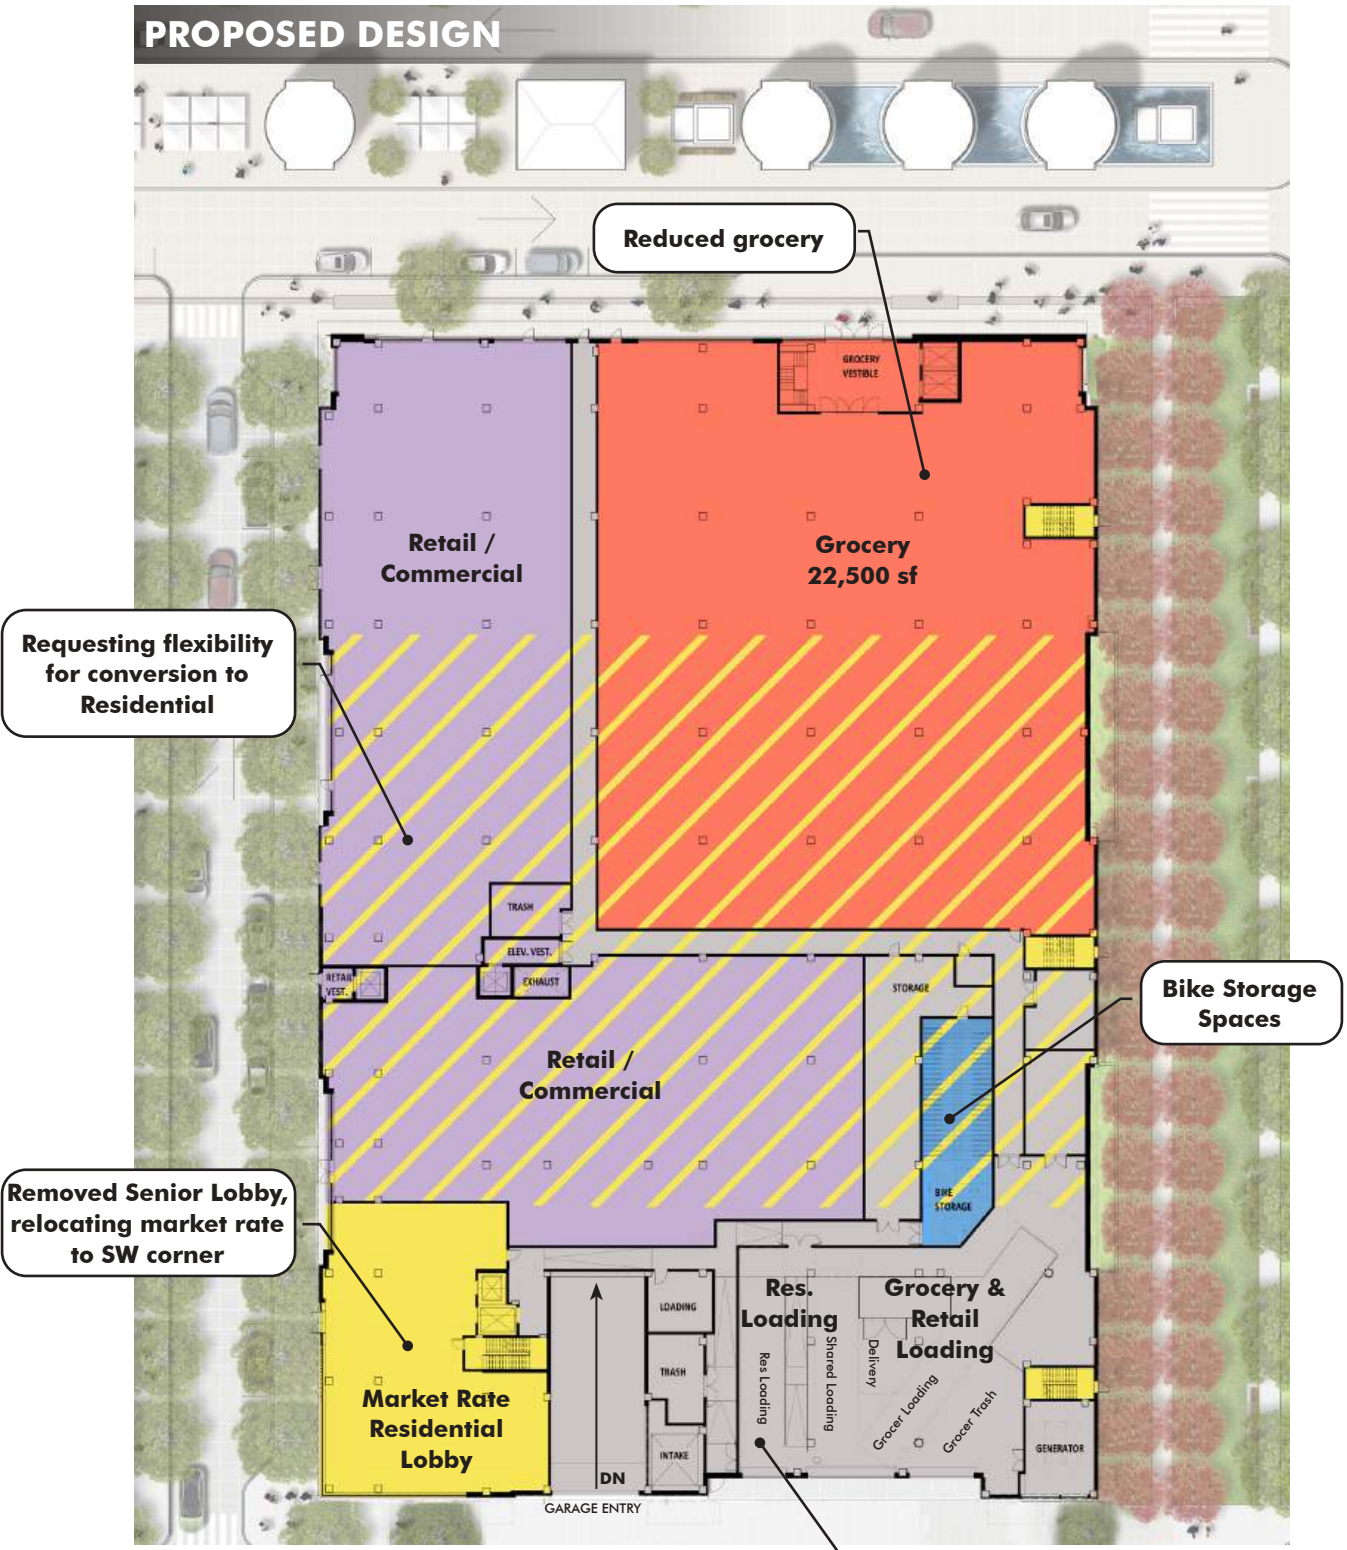 PROPOSED DESIGN
Reduced grocery
GROCERY
VESTIBLE
Retail /
Commercial
Grocery
22,500 sf
Requesting flexibility
for conversion to
Residential
TRASH
ELEV. VEST.
RETAIL
VEST.
EXHAUST
STORAGE
Bike Storage
Spaces
Retail /
Commercial
BIKE
STORAGE
Removed Senior Lobby,
relocating market rate
to SW corner
Res.
Loading
Grocery &
Retail
Loading
LOADING
TRASH
Res Loading
Shared Loading
Delivery
Grocer Loading
Grocer Trash
Market Rate
Residential
Lobby
INTAKE
GENERATOR
DN
GARAGE ENTRY